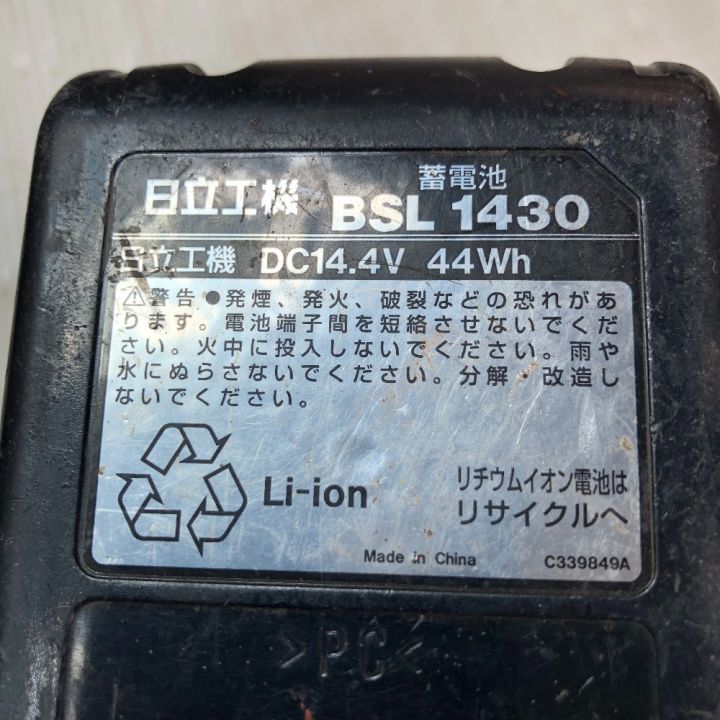 蓄電池
日立工機 BSL 1430
日立工機 DC14.4V 44Wh
⚠警告 ●発煙、発火、破裂などの恐れがあ
ります。電池端子間を短絡させないでくだ
さい。火中に投入しないでください。雨や
水にぬらさないでください。分解・改造し
ないでください。
Li-ion
リチウムイオン電池は
リサイクルへ
Made in China
C339849A
>PC<